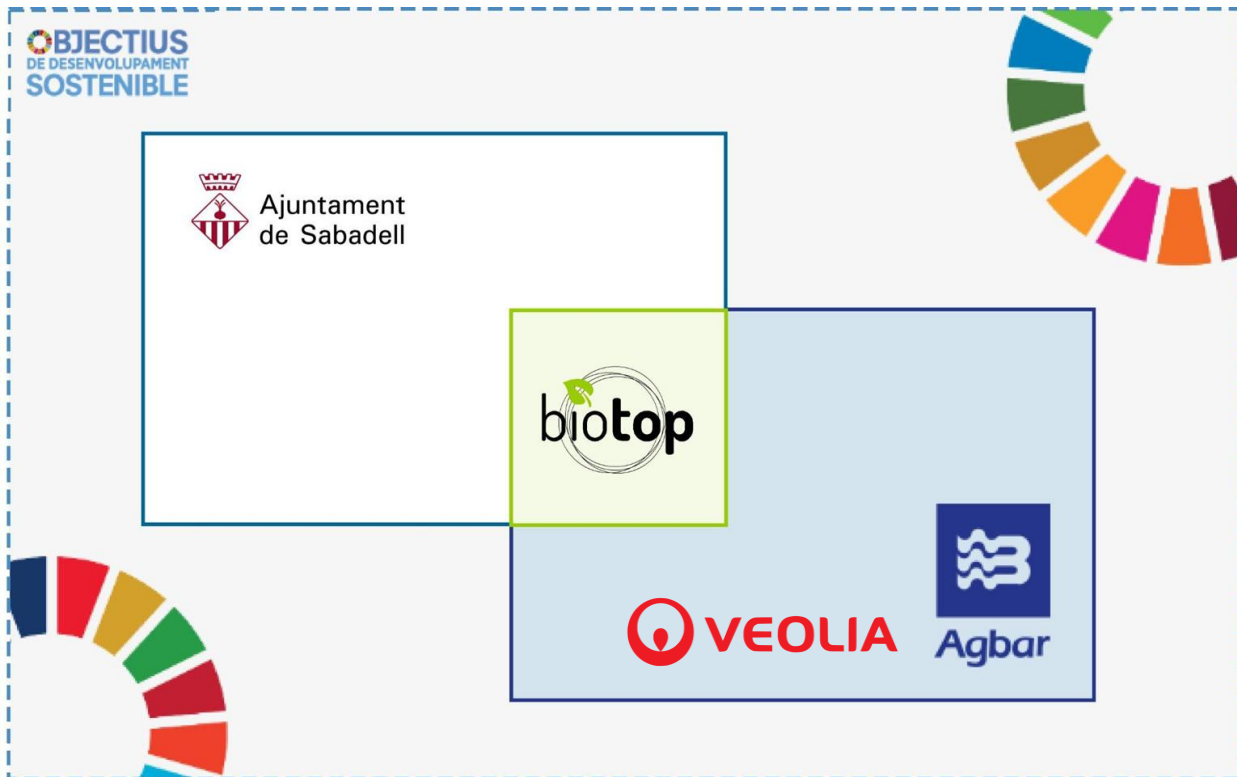 OBJECTIUS
DE DESENVOLUPAMENT
SOSTENIBLE
Ajuntament
de Sabadell
biotop
VEOLIA
Agbar